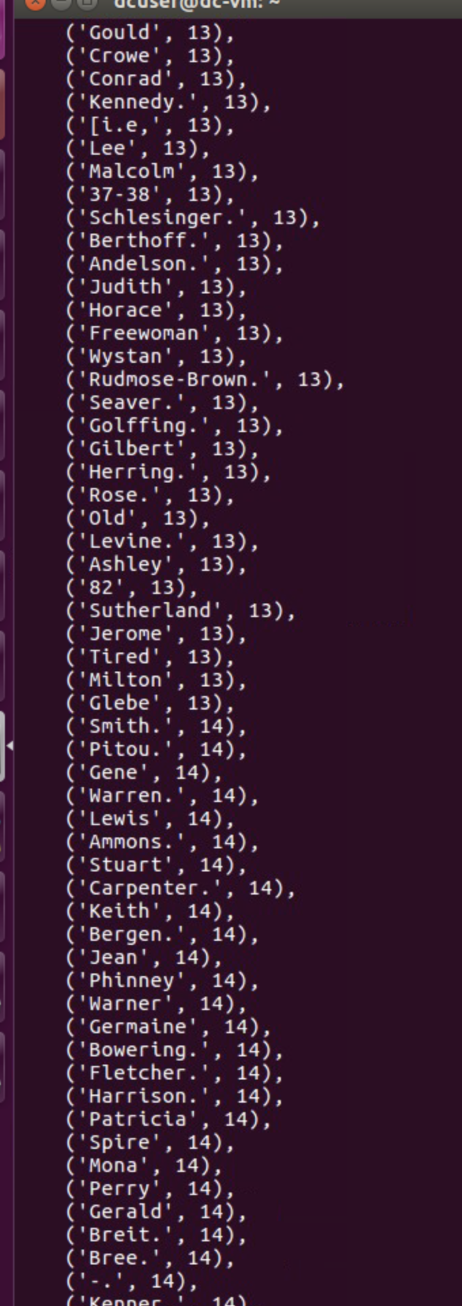 dcuser@dc-vm: ~
('Gould', 13),
('Crowe', 13),
('Conrad', 13),
('Kennedy.', 13),
('[i.e,', 13),
('Lee', 13),
('Malcolm', 13),
('37-38', 13),
('Schlesinger.', 13),
('Berthoff.', 13),
('Andelson.', 13),
('Judith', 13),
('Horace', 13),
('Freewoman', 13),
('Wystan', 13),
('Rudmose-Brown.', 13),
('Seaver.', 13),
('Golffing.', 13),
('Gilbert', 13),
('Herring.', 13),
('Rose.', 13),
('Old', 13),
('Levine.', 13),
('Ashley', 13),
('82', 13),
('Sutherland', 13),
('Jerome', 13),
('Tired', 13),
('Milton', 13),
('Glebe', 13),
('Smith.', 14),
('Pitou.', 14),
('Gene', 14),
('Warren.', 14),
('Lewis', 14),
('Ammons.', 14),
('Stuart', 14),
('Carpenter.', 14),
('Keith', 14),
('Bergen.', 14),
('Jean', 14),
('Phinney', 14),
('Warner', 14),
('Germaine', 14),
('Bowering.', 14),
('Fletcher.', 14),
('Harrison.', 14),
('Patricia', 14),
('Spire', 14),
('Mona', 14),
('Perry', 14),
('Gerald', 14),
('Breit.', 14),
('Bree.', 14),
('-.', 14),
('Kenner.', 14)